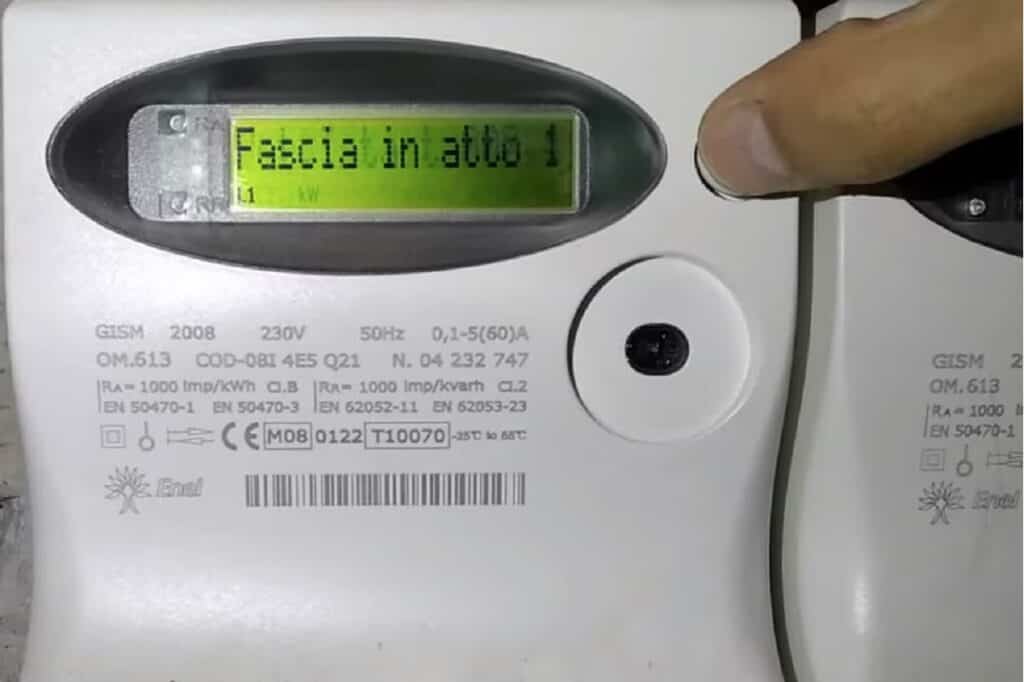 RA
Fascia in atto 1
L1 kW
RR
GISM 2008 230V 50Hz 0,1-5(60)A
OM.613 COD-08I 4E5 Q21 N. 04 232 747
RA= 1000 imp/kWh Cl.B RR= 1000 imp/kvarh Cl.2
EN 50470-1 EN 50470-3 EN 62052-11 EN 62053-23
CE M08 0122 T10070 -25°C to 55°C
Enel
GISM 2
OM.613
RA= 1000 i
EN 50470-1
Enel